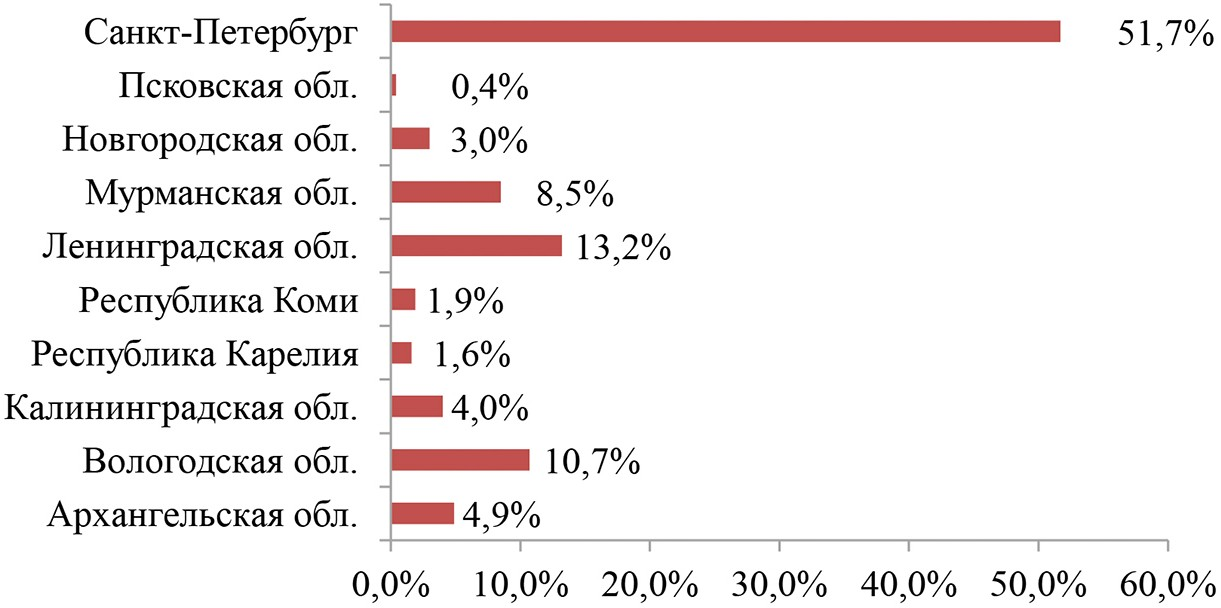 Санкт-Петербург 51,7%
Псковская обл. 0,4%
Новгородская обл. 3,0%
Мурманская обл. 8,5%
Ленинградская обл. 13,2%
Республика Коми 1,9%
Республика Карелия 1,6%
Калининградская обл. 4,0%
Вологодская обл. 10,7%
Архангельская обл. 4,9%
0,0% 10,0% 20,0% 30,0% 40,0% 50,0% 60,0%